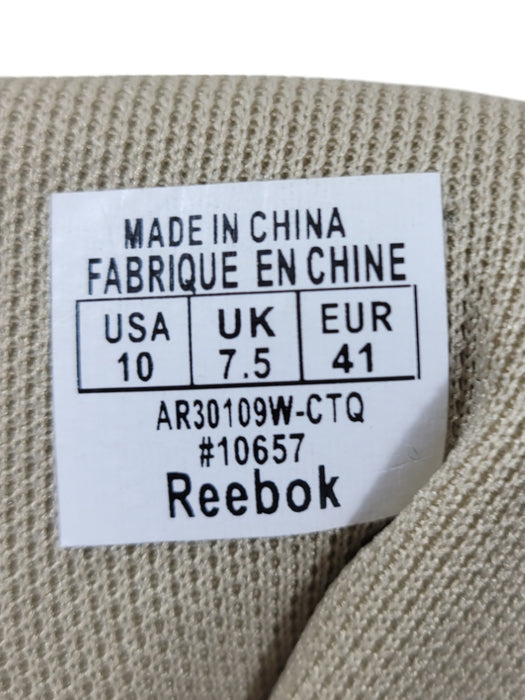 MADE IN CHINA
FABRIQUE EN CHINE
USA UK EUR
10 7.5 41
AR30109W-CTQ
#10657
Reebok